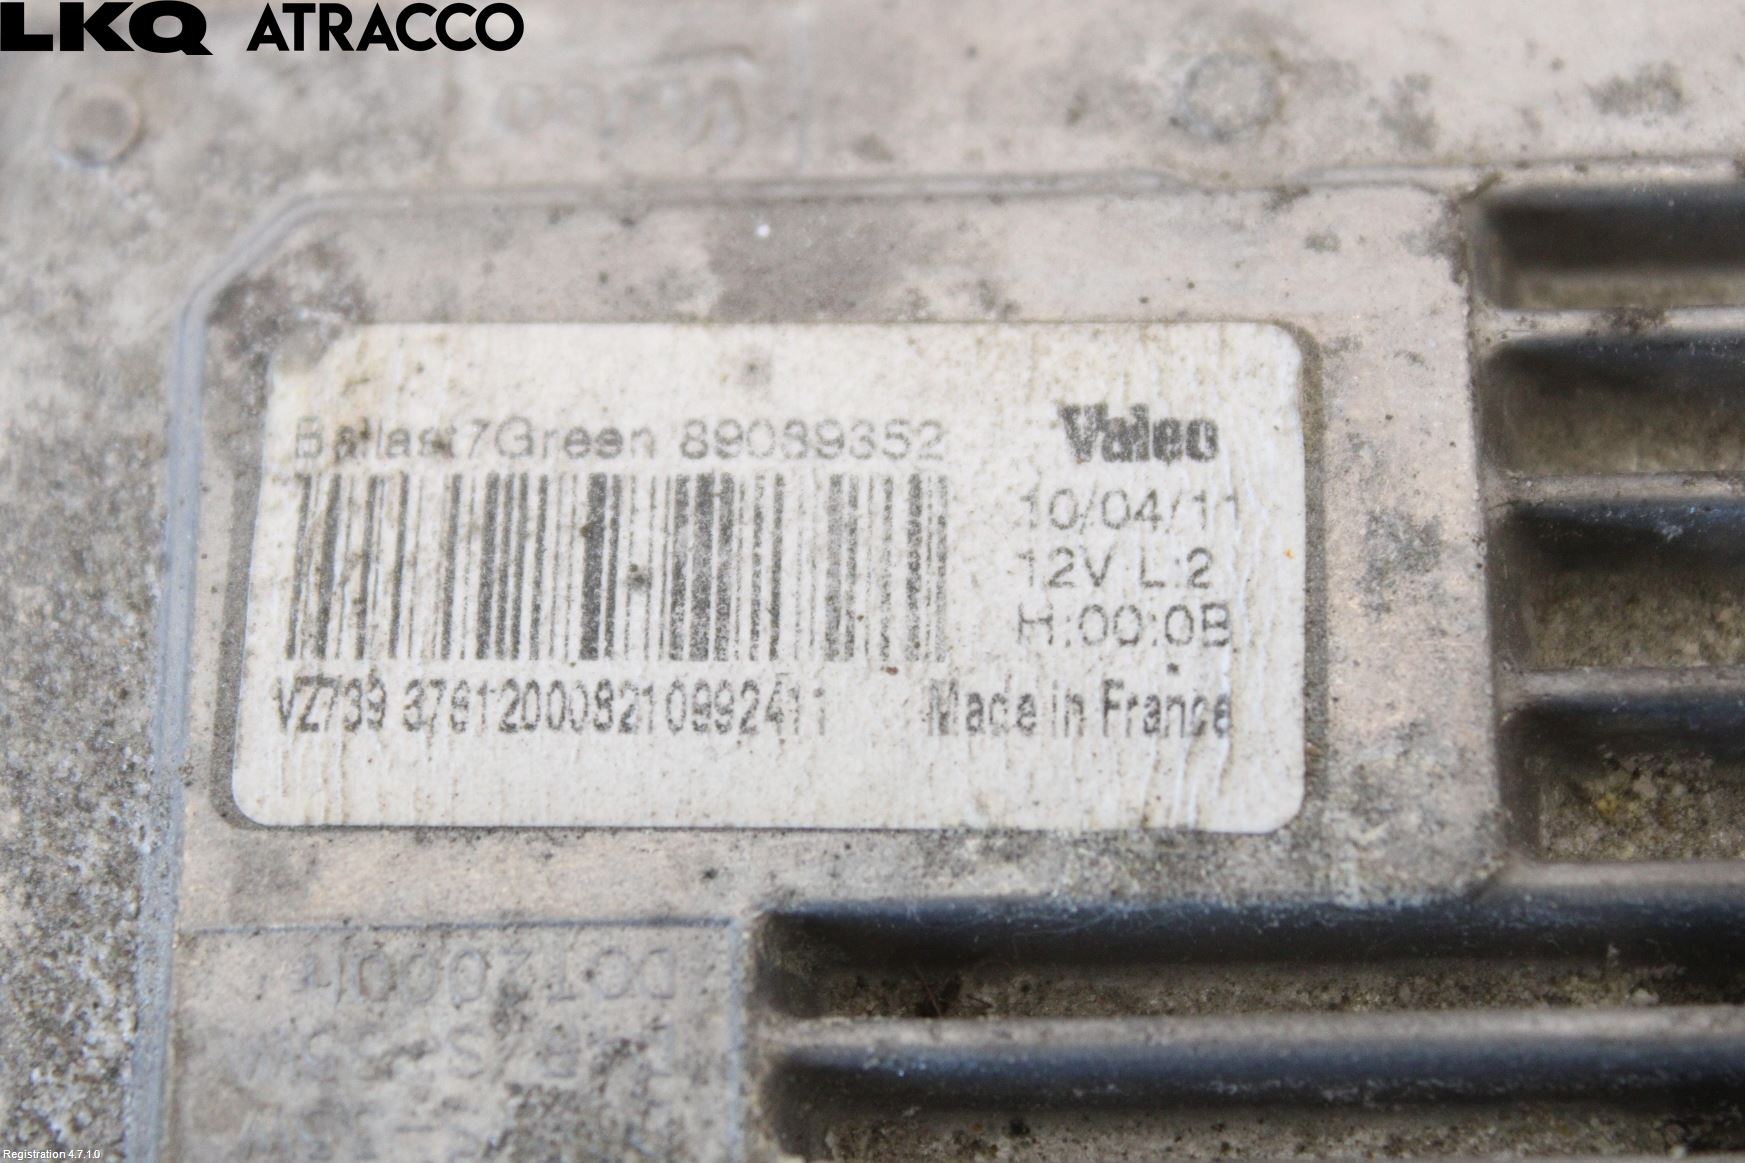 LKQ ATRACCO
Ballast7Green 89089352
Valeo
10/04/11
12V L:2
H:00:0B
VZ739 376120008210992411
Made in France
Registration 4.7.1.0